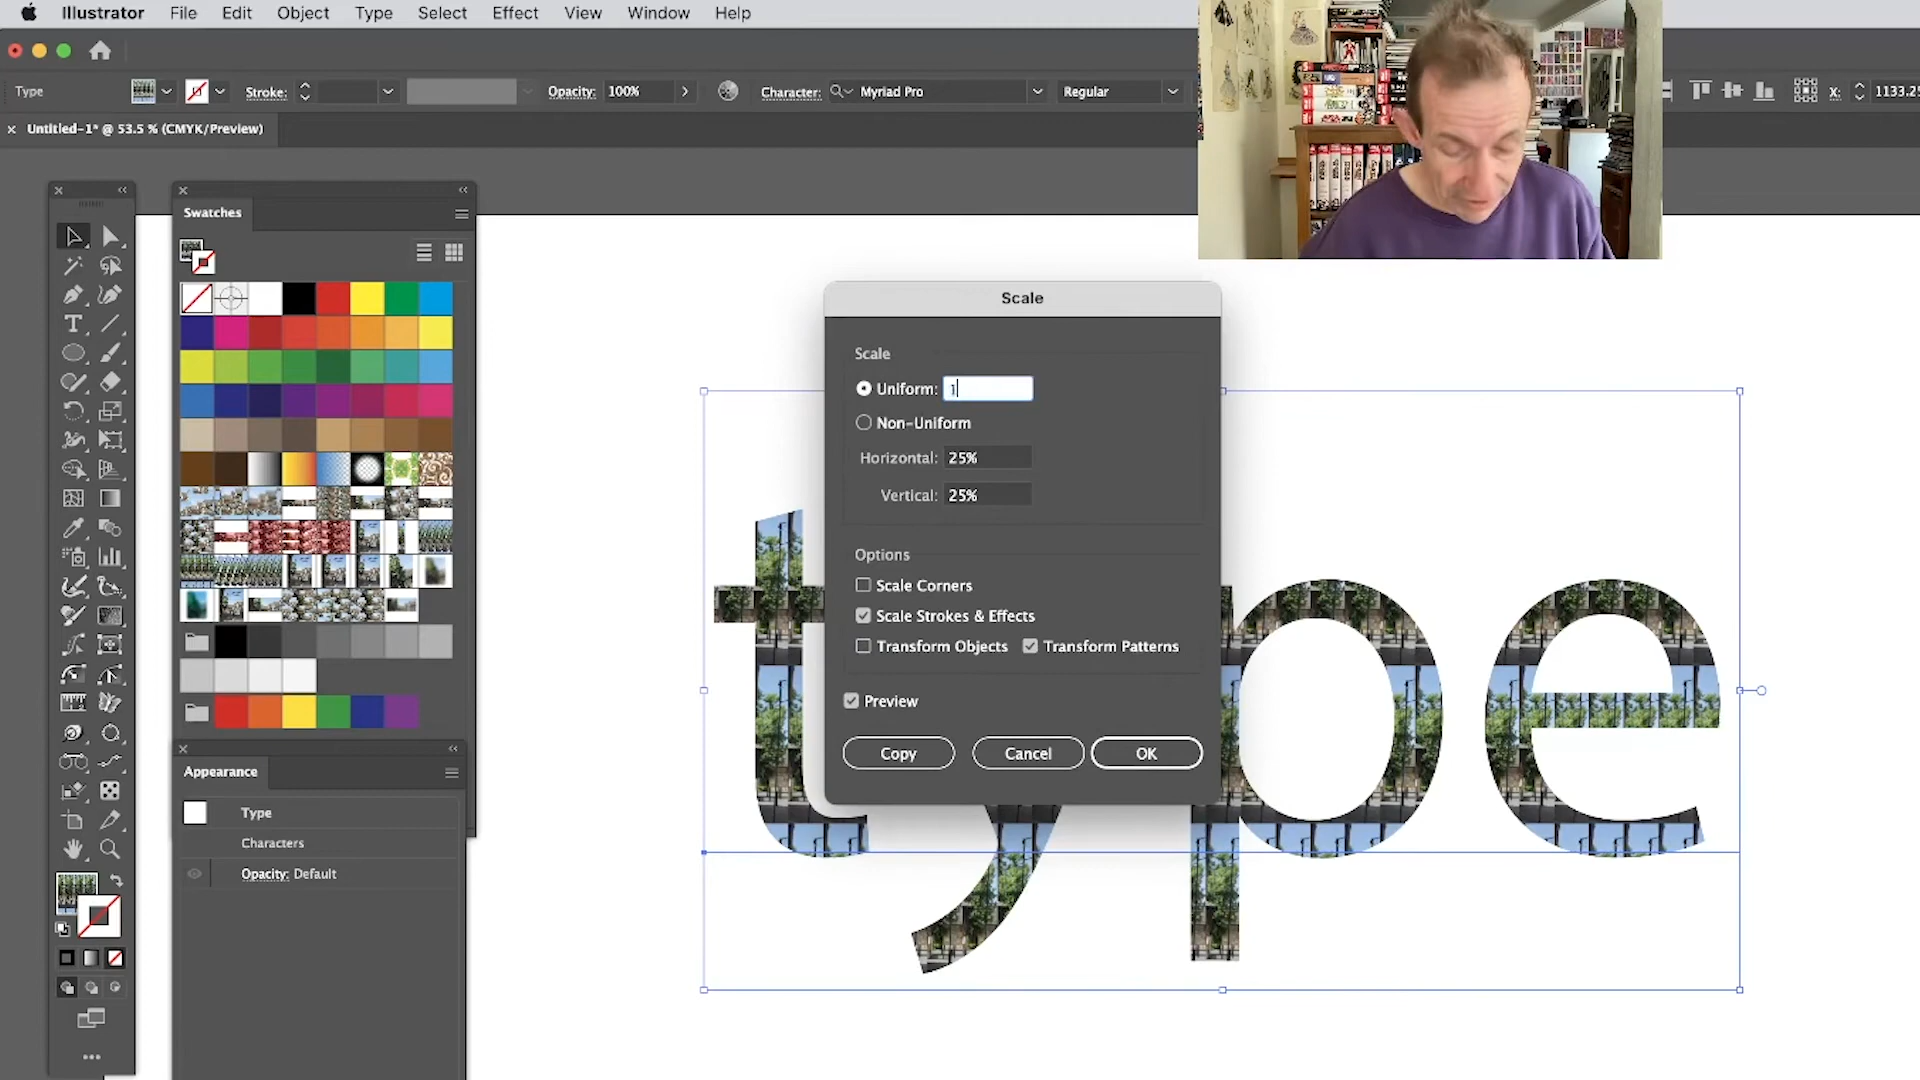 Illustrator File Edit Object Type Select Effect View Window Help
Type Stroke: Opacity: 100% Character: Myriad Pro Regular X: 1133.25
Untitled-1* @ 53.5 % (CMYK/Preview)
Swatches
Scale
Scale
Uniform: 1
Non-Uniform
Horizontal: 25%
Vertical: 25%
Options
Scale Corners
Scale Strokes & Effects
Transform Objects Transform Patterns
Preview
Copy Cancel OK
type
Appearance
Type
Characters
Opacity: Default